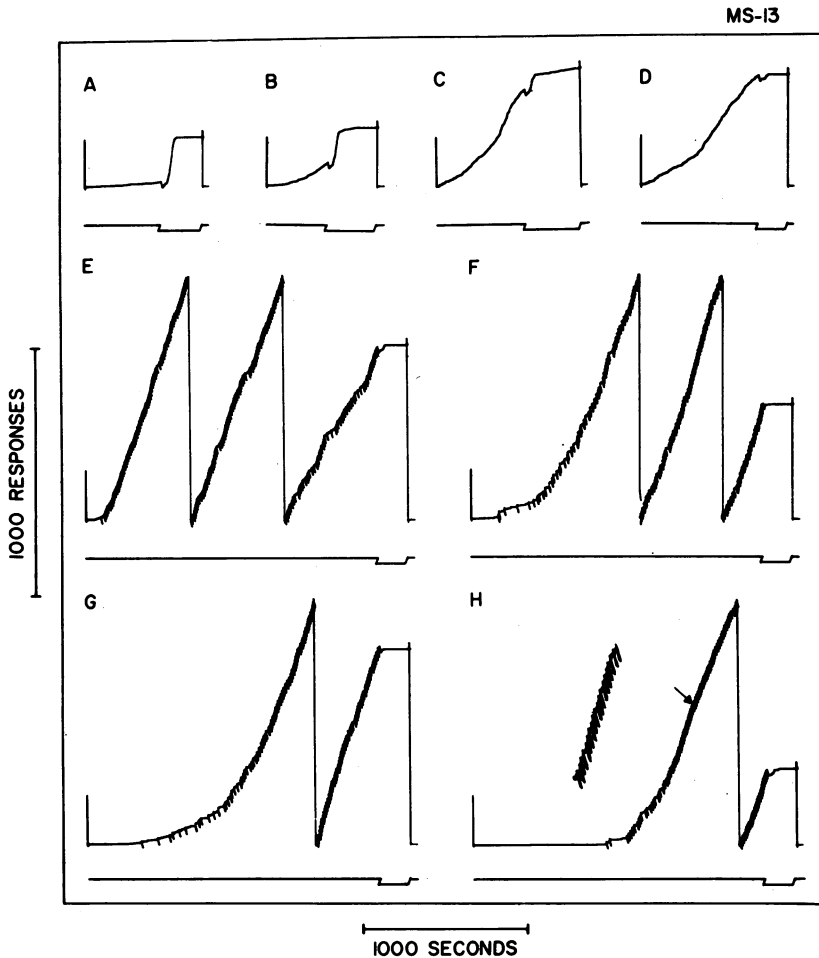 MS-13
A B C D
E F
1000 RESPONSES
G H
1000 SECONDS